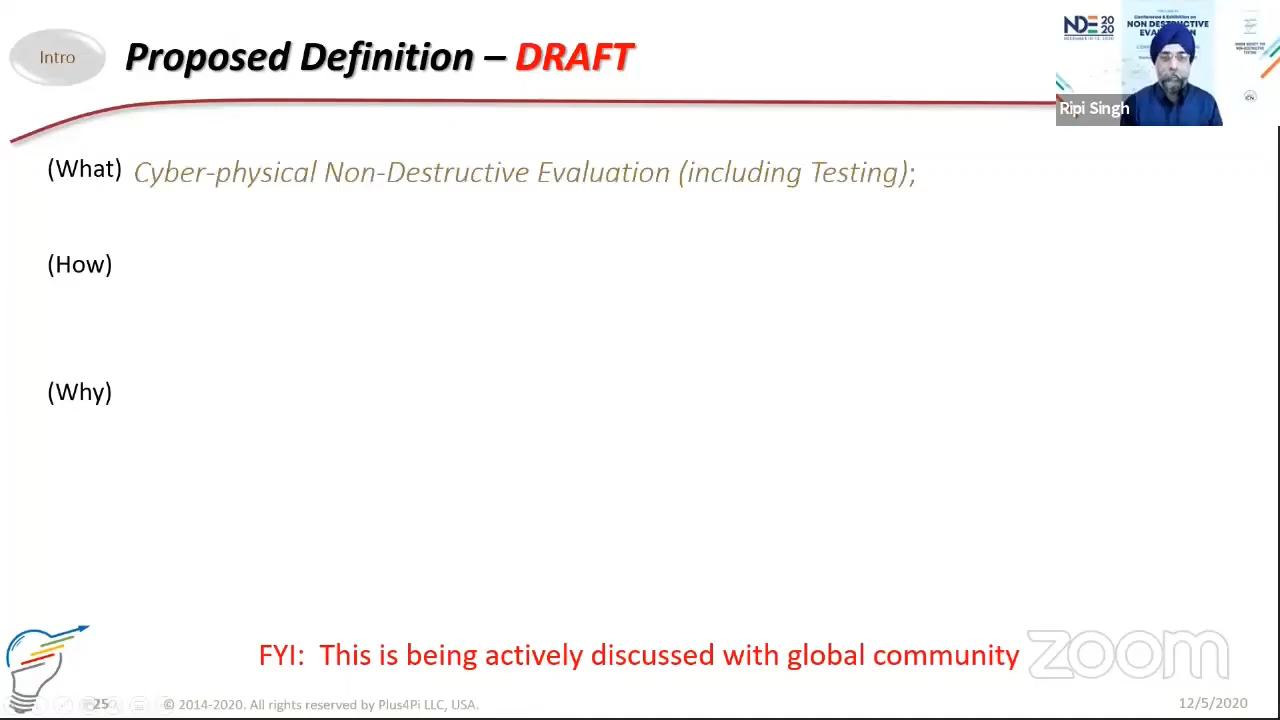 Intro
Proposed Definition – DRAFT
NDE 20 20
Conference & Exhibition on
NON DESTRUCTIVE
Ripi Singh
(What) Cyber-physical Non-Destructive Evaluation (including Testing);
(How)
(Why)
FYI: This is being actively discussed with global community
zoom
25
© 2014-2020. All rights reserved by Plus4Pi LLC, USA.
12/5/2020